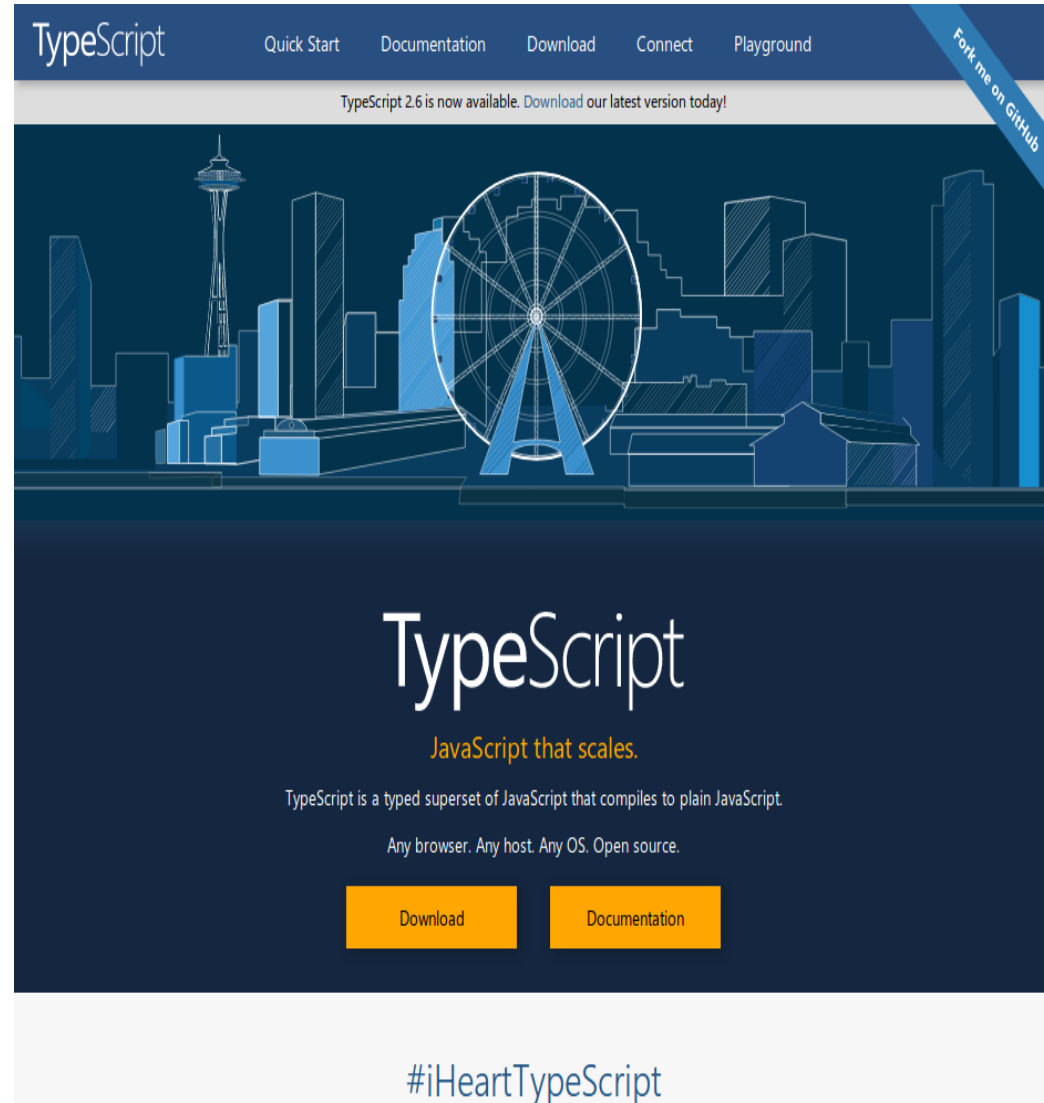 TypeScript
Quick Start Documentation Download Connect Playground
Fork me on GitHub
TypeScript 2.6 is now available. Download our latest version today!
TypeScript
JavaScript that scales.
TypeScript is a typed superset of JavaScript that compiles to plain JavaScript.
Any browser. Any host. Any OS. Open source.
Download Documentation
#iHeartTypeScript